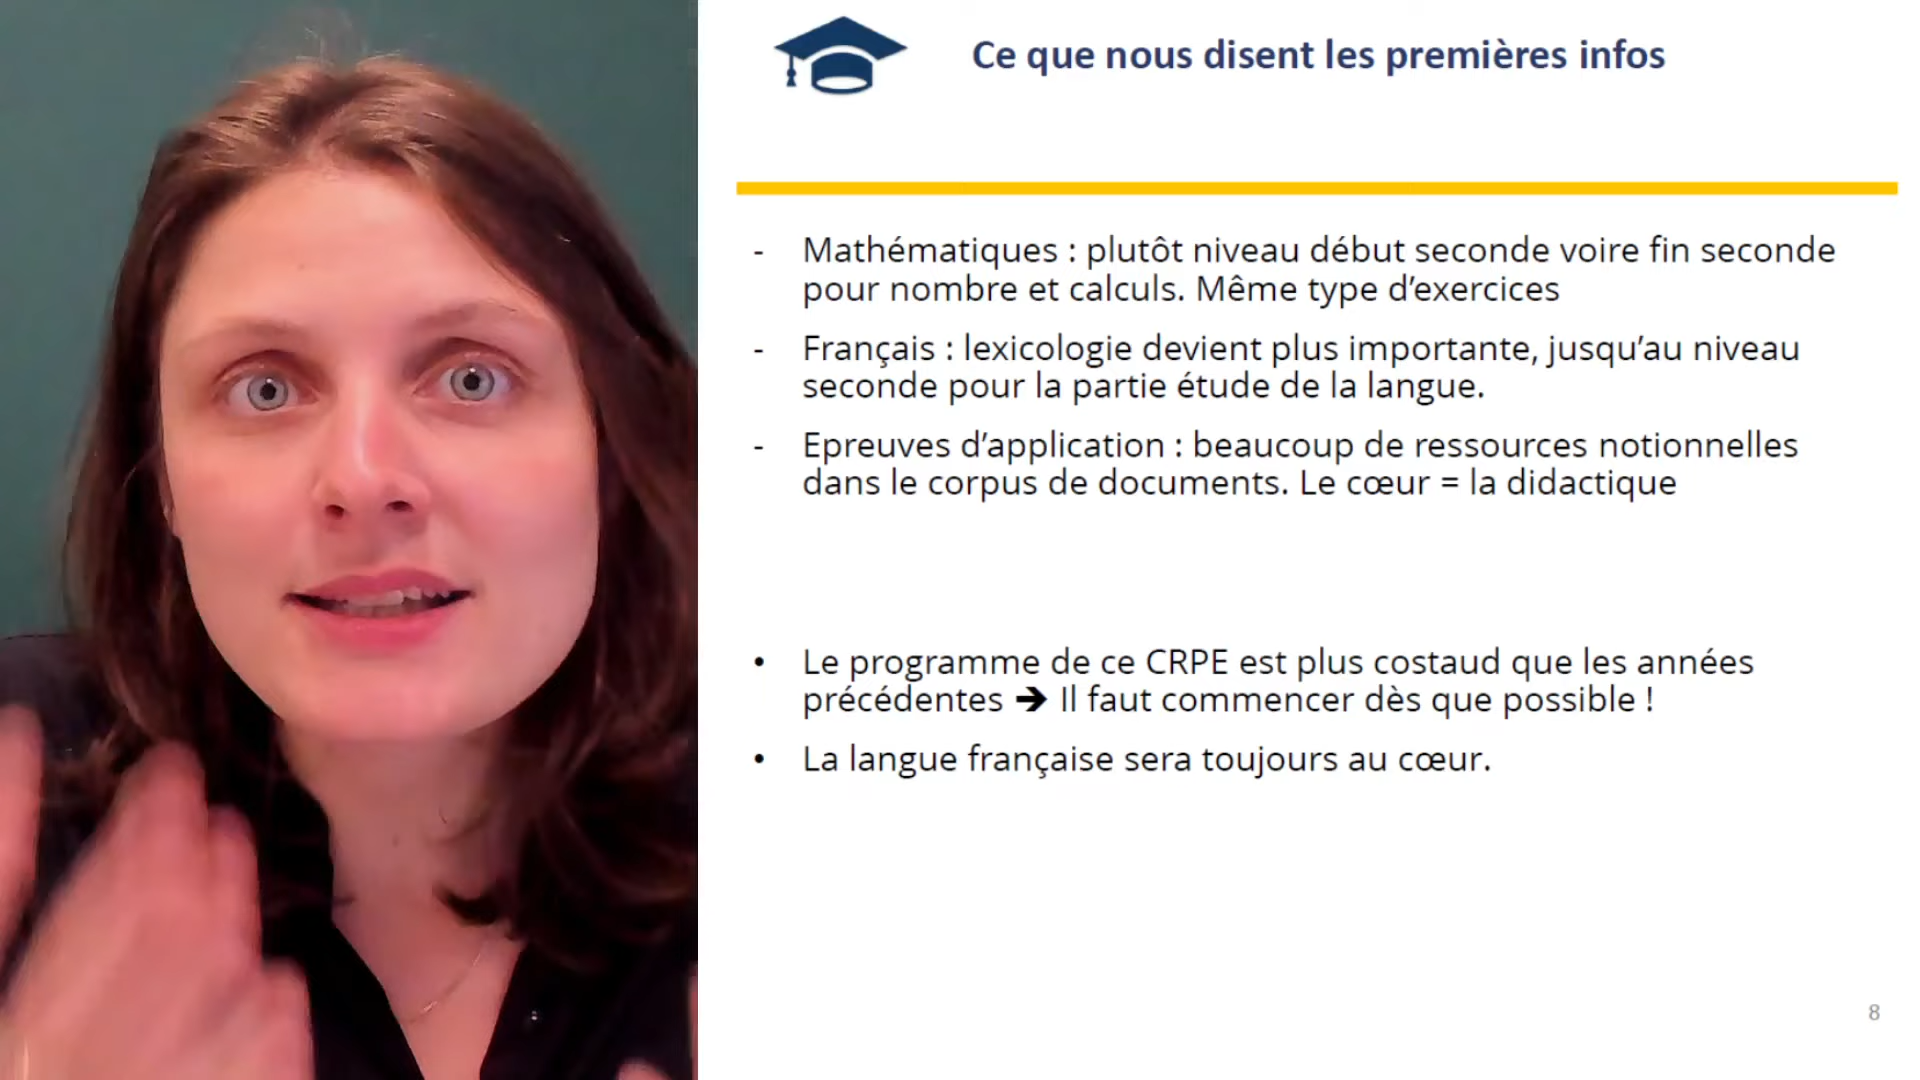 Ce que nous disent les premières infos
- Mathématiques : plutôt niveau début seconde voire fin seconde
pour nombre et calculs. Même type d’exercices
- Français : lexicologie devient plus importante, jusqu’au niveau
seconde pour la partie étude de la langue.
- Epreuves d’application : beaucoup de ressources notionnelles
dans le corpus de documents. Le cœur = la didactique
• Le programme de ce CRPE est plus costaud que les années
précédentes ➔ Il faut commencer dès que possible !
• La langue française sera toujours au cœur.
8